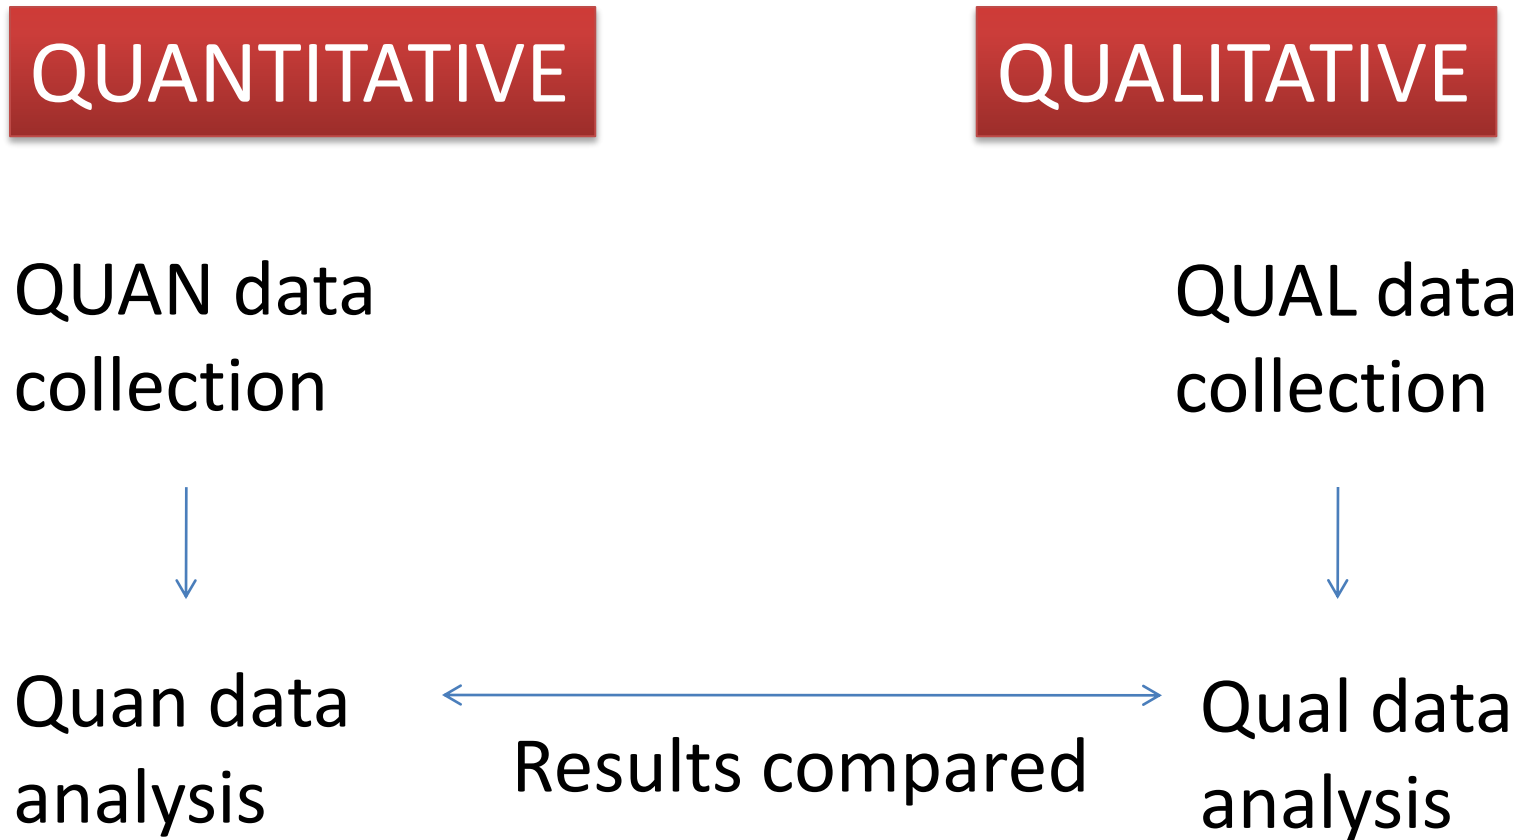 QUANTITATIVE
QUALITATIVE
QUAN data
collection
QUAL data
collection
Quan data
analysis
Results compared
Qual data
analysis